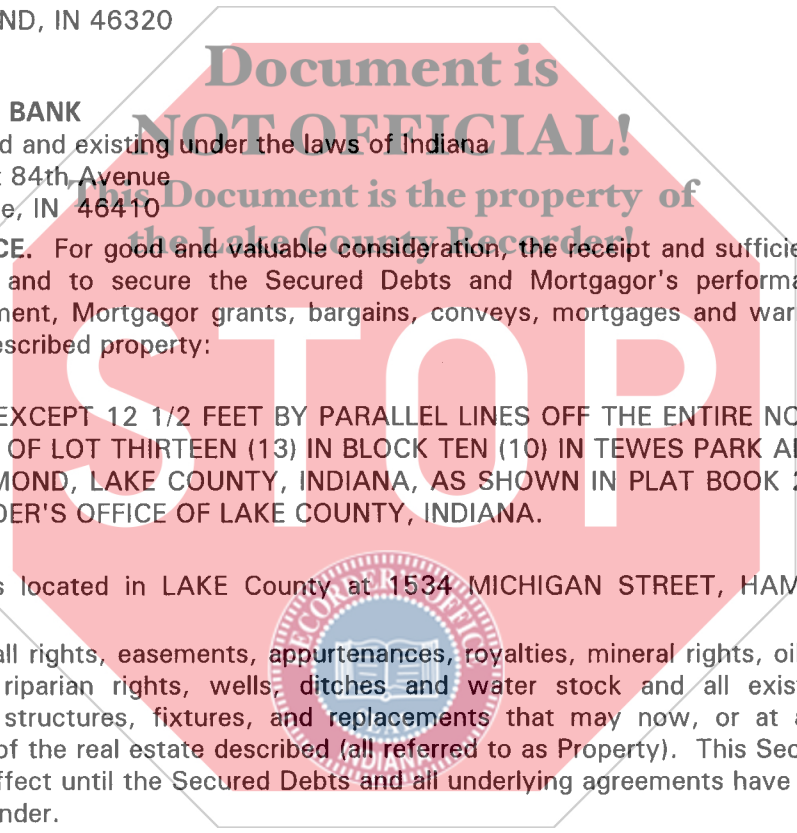 ND, IN 46320
Document is
BANK
NOT OFFICIAL!
d and existing under the laws of Indiana
84th Avenue
This Document is the property of
e, IN 46410
the Lake County Recorder!
CE. For good and valuable consideration, the receipt and sufficie
and to secure the Secured Debts and Mortgagor's performa
ment, Mortgagor grants, bargains, conveys, mortgages and war
escribed property:
STOP
EXCEPT 12 1/2 FEET BY PARALLEL LINES OFF THE ENTIRE NO
OF LOT THIRTEEN (13) IN BLOCK TEN (10) IN TEWES PARK A
MOND, LAKE COUNTY, INDIANA, AS SHOWN IN PLAT BOOK 2
DER'S OFFICE OF LAKE COUNTY, INDIANA.
s located in LAKE County at 1534 MICHIGAN STREET, HAM
RECORDER OFFICE
all rights, easements, appurtenances, royalties, mineral rights, oi
riparian rights, wells, ditches and water stock and all exis
structures, fixtures, and replacements that may now, or at a
of the real estate described (all referred to as Property). This Sec
INDIANA
ffect until the Secured Debts and all underlying agreements have
nder.